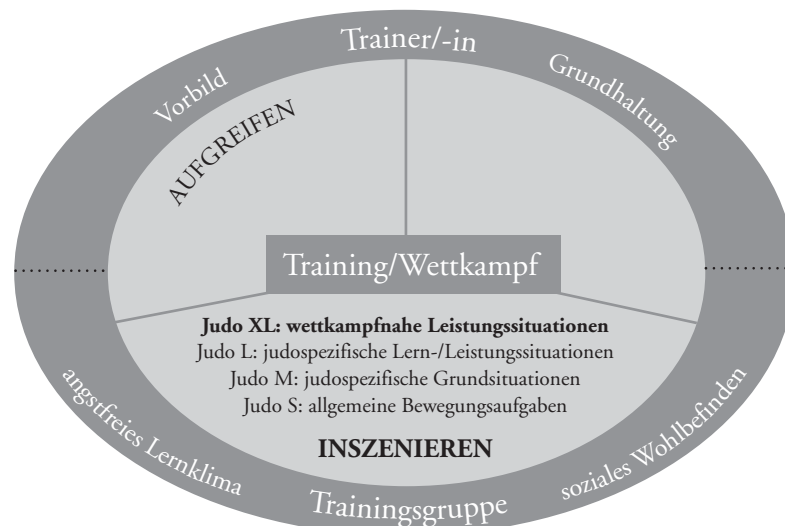 Trainer/-in
Vorbild
Grundhaltung
AUFGREIFEN
Training/Wettkampf
Judo XL: wettkampfnahe Leistungssituationen
Judo L: judospezifische Lern-/Leistungssituationen
Judo M: judospezifische Grundsituationen
Judo S: allgemeine Bewegungsaufgaben
INSZENIEREN
angstfreies Lernklima
soziales Wohlbefinden
Trainingsgruppe